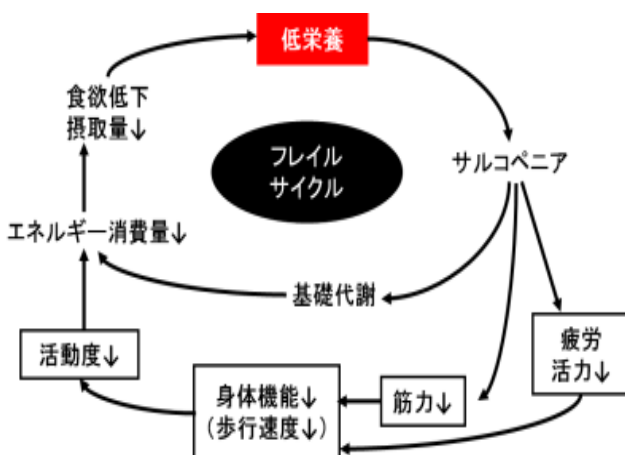 低栄養
食欲低下
摂取量↓
フレイル
サイクル
サルコペニア
エネルギー消費量↓
基礎代謝
疲労
活力↓
活動度↓
身体機能↓
（歩行速度↓）
筋力↓